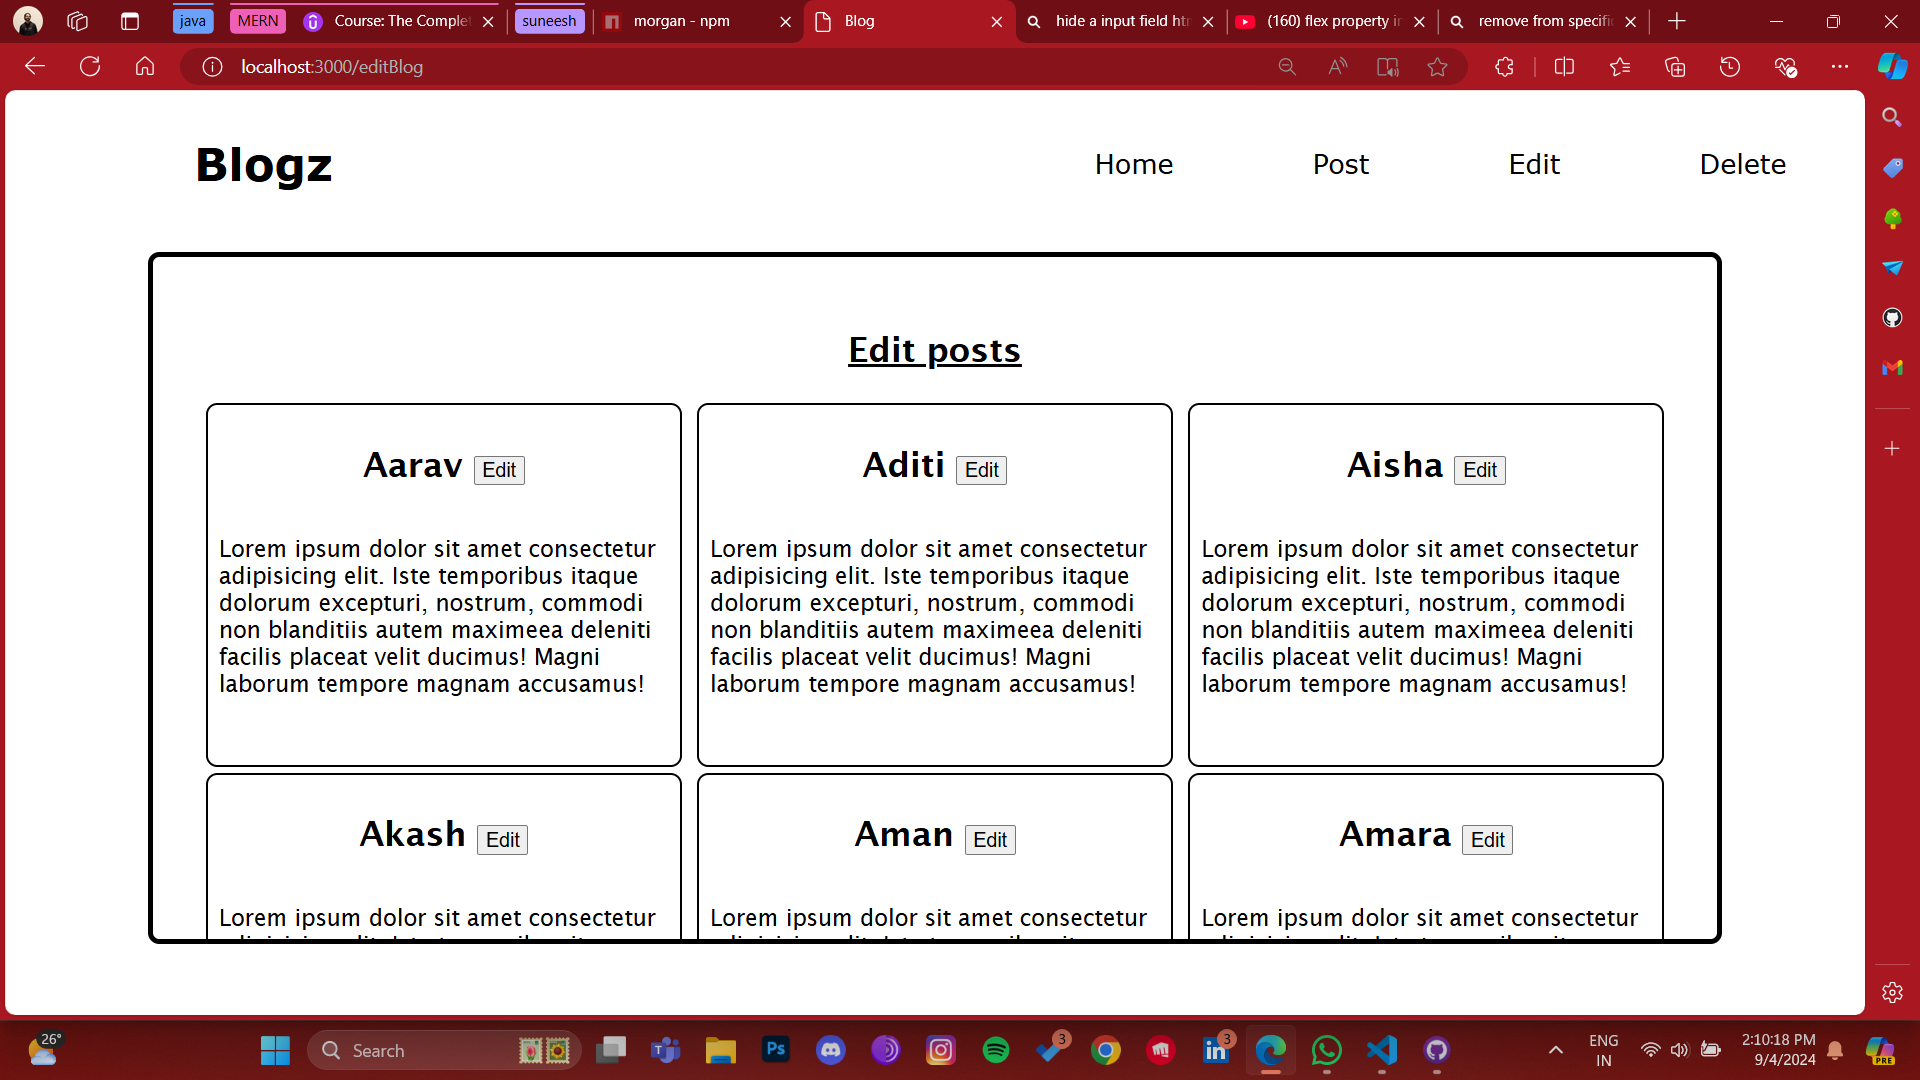 java
MERN
Course: The Complet
suneesh
morgan - npm
Blog
hide a input field htm
(160) flex property in
remove from specific
localhost:3000/editBlog
Blogz
Home
Post
Edit
Delete
Edit posts
Aarav Edit
Lorem ipsum dolor sit amet consectetur
adipisicing elit. Iste temporibus itaque
dolorum excepturi, nostrum, commodi
non blanditiis autem maximeea deleniti
facilis placeat velit ducimus! Magni
laborum tempore magnam accusamus!
Aditi Edit
Lorem ipsum dolor sit amet consectetur
adipisicing elit. Iste temporibus itaque
dolorum excepturi, nostrum, commodi
non blanditiis autem maximeea deleniti
facilis placeat velit ducimus! Magni
laborum tempore magnam accusamus!
Aisha Edit
Lorem ipsum dolor sit amet consectetur
adipisicing elit. Iste temporibus itaque
dolorum excepturi, nostrum, commodi
non blanditiis autem maximeea deleniti
facilis placeat velit ducimus! Magni
laborum tempore magnam accusamus!
Akash Edit
Lorem ipsum dolor sit amet consectetur
Aman Edit
Lorem ipsum dolor sit amet consectetur
Amara Edit
Lorem ipsum dolor sit amet consectetur
26°
Search
Ps
3
in
3
ENG
IN
2:10:18 PM
9/4/2024
PRE